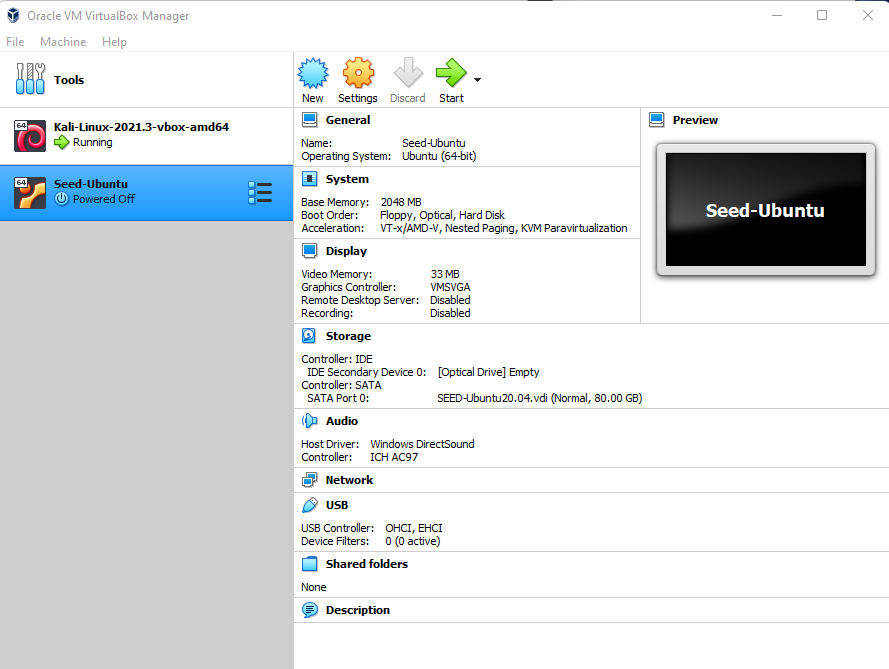 Oracle VM VirtualBox Manager
File Machine Help
Tools
New Settings Discard Start
64
Kali-Linux-2021.3-vbox-amd64
Running
64
Seed-Ubuntu
Powered Off
General
Name: Seed-Ubuntu
Operating System: Ubuntu (64-bit)
System
Base Memory: 2048 MB
Boot Order: Floppy, Optical, Hard Disk
Acceleration: VT-x/AMD-V, Nested Paging, KVM Paravirtualization
Display
Video Memory: 33 MB
Graphics Controller: VMSVGA
Remote Desktop Server: Disabled
Recording: Disabled
Preview
Seed-Ubuntu
Storage
Controller: IDE
IDE Secondary Device 0: [Optical Drive] Empty
Controller: SATA
SATA Port 0: SEED-Ubuntu20.04.vdi (Normal, 80.00 GB)
Audio
Host Driver: Windows DirectSound
Controller: ICH AC97
Network
USB
USB Controller: OHCI, EHCI
Device Filters: 0 (0 active)
Shared folders
None
Description